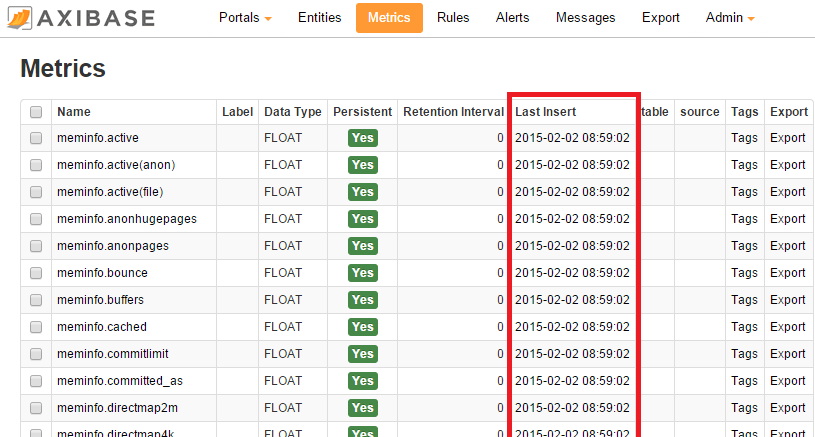 AXIBASE Portals Entities Metrics Rules Alerts Messages Export Admin
Metrics
Name Label Data Type Persistent Retention Interval Last Insert table source Tags Export
meminfo.active FLOAT Yes 0 2015-02-02 08:59:02 Tags Export
meminfo.active(anon) FLOAT Yes 0 2015-02-02 08:59:02 Tags Export
meminfo.active(file) FLOAT Yes 0 2015-02-02 08:59:02 Tags Export
meminfo.anonhugepages FLOAT Yes 0 2015-02-02 08:59:02 Tags Export
meminfo.anonpages FLOAT Yes 0 2015-02-02 08:59:02 Tags Export
meminfo.bounce FLOAT Yes 0 2015-02-02 08:59:02 Tags Export
meminfo.buffers FLOAT Yes 0 2015-02-02 08:59:02 Tags Export
meminfo.cached FLOAT Yes 0 2015-02-02 08:59:02 Tags Export
meminfo.commitlimit FLOAT Yes 0 2015-02-02 08:59:02 Tags Export
meminfo.committed_as FLOAT Yes 0 2015-02-02 08:59:02 Tags Export
meminfo.directmap2m FLOAT Yes 0 2015-02-02 08:59:02 Tags Export
meminfo.directmap4k FLOAT Yes 0 2015-02-02 08:59:02 Tags Export